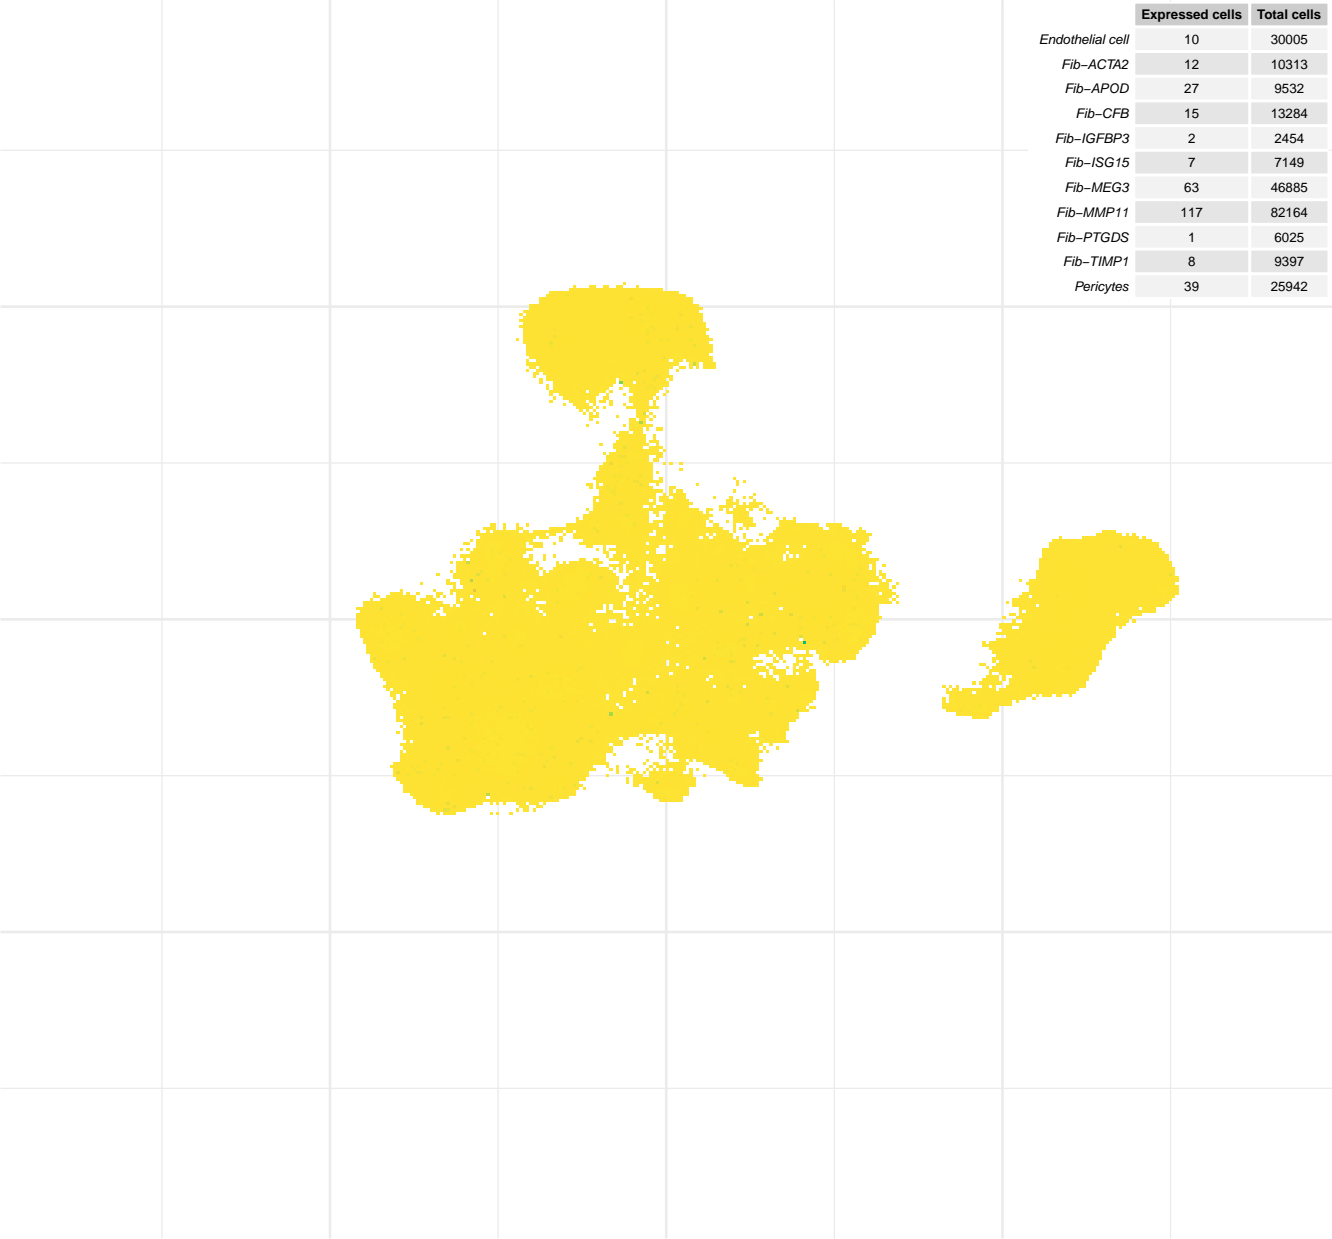 Expressed cells Total cells
Endothelial cell 10 30005
Fib−ACTA2 12 10313
Fib−APOD 27 9532
Fib−CFB 15 13284
Fib−IGFBP3 2 2454
Fib−ISG15 7 7149
Fib−MEG3 63 46885
Fib−MMP11 117 82164
Fib−PTGDS 1 6025
Fib−TIMP1 8 9397
Pericytes 39 25942